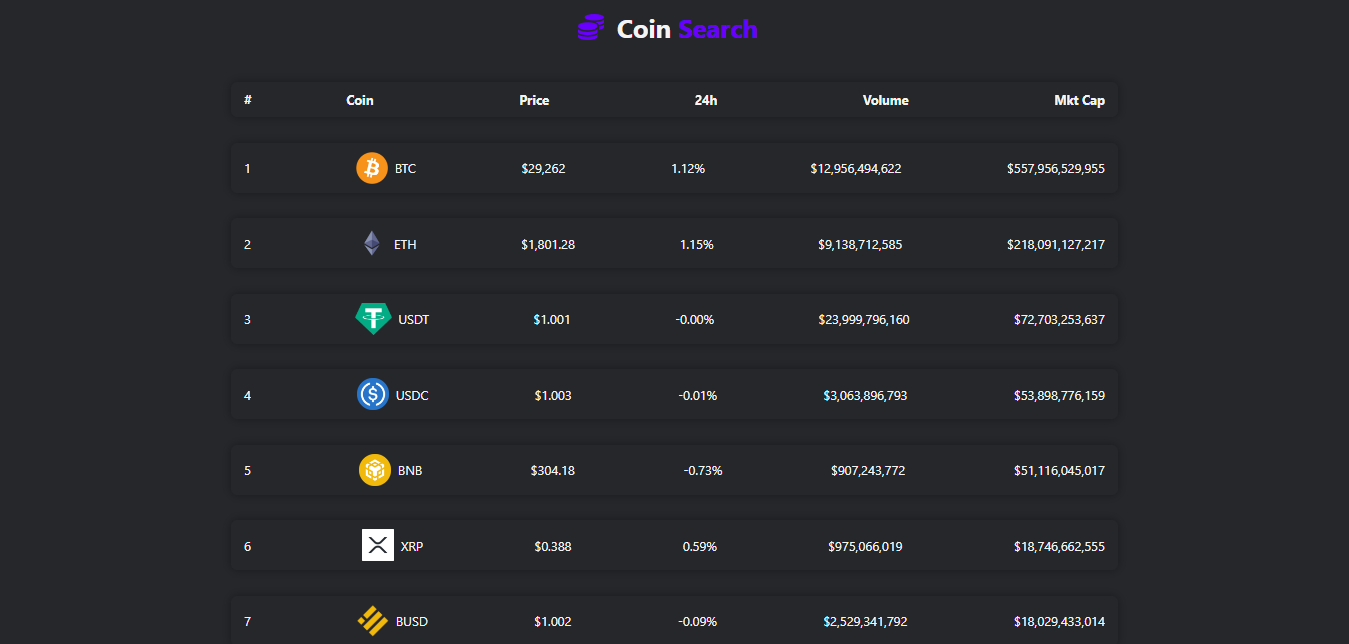 Coin Search
# Coin Price 24h Volume Mkt Cap
1 BTC $29,262 1.12% $12,956,494,622 $557,956,529,955
2 ETH $1,801.28 1.15% $9,138,712,585 $218,091,127,217
3 USDT $1.001 -0.00% $23,999,796,160 $72,703,253,637
4 USDC $1.003 -0.01% $3,063,896,793 $53,898,776,159
5 BNB $304.18 -0.73% $907,243,772 $51,116,045,017
6 XRP $0.388 0.59% $975,066,019 $18,746,662,555
7 BUSD $1.002 -0.09% $2,529,341,792 $18,029,433,014